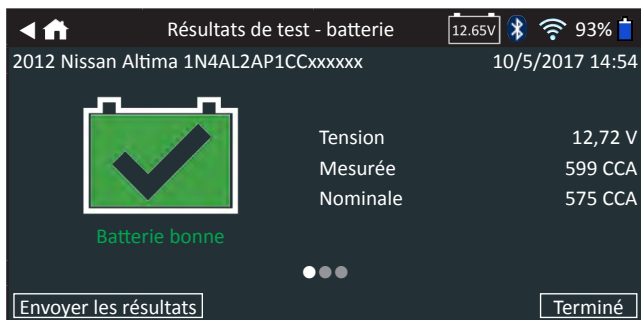 Résultats de test - batterie 12.65V 93%
2012 Nissan Altima 1N4AL2AP1CCxxxxxx 10/5/2017 14:54
Tension 12,72 V
Mesurée 599 CCA
Nominale 575 CCA
Batterie bonne
Envoyer les résultats Terminé